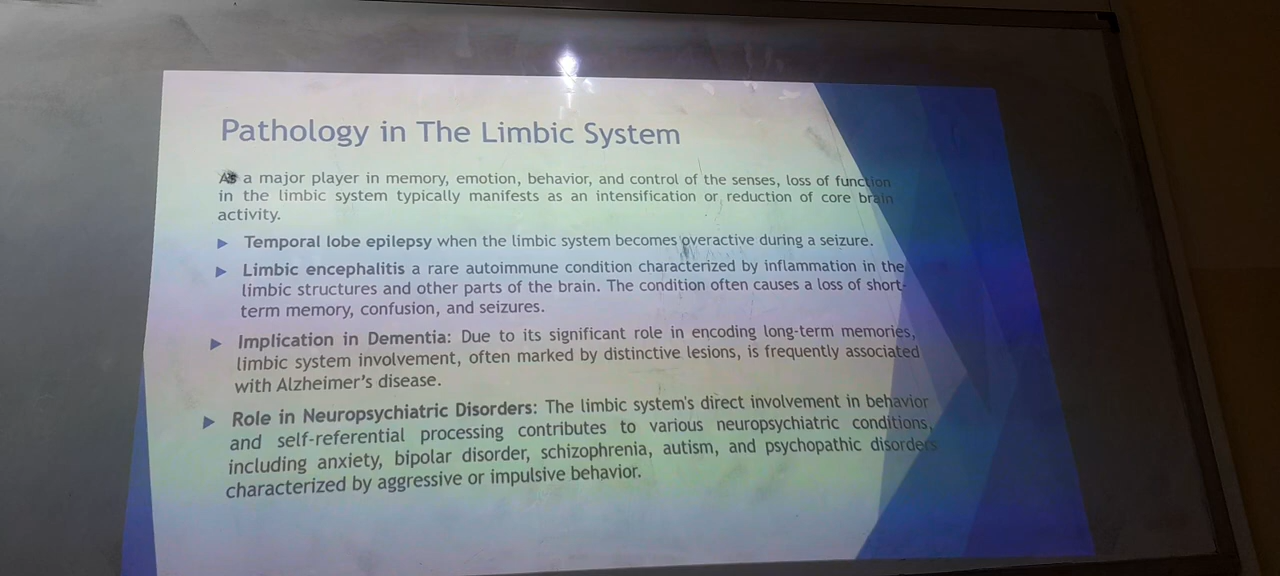 Pathology in The Limbic System
As a major player in memory, emotion, behavior, and control of the senses, loss of function
in the limbic system typically manifests as an intensification or reduction of core brain
activity.
Temporal lobe epilepsy when the limbic system becomes overactive during a seizure.
Limbic encephalitis a rare autoimmune condition characterized by inflammation in the
limbic structures and other parts of the brain. The condition often causes a loss of short-
term memory, confusion, and seizures.
Implication in Dementia: Due to its significant role in encoding long-term memories,
limbic system involvement, often marked by distinctive lesions, is frequently associated
with Alzheimer's disease.
Role in Neuropsychiatric Disorders: The limbic system's direct involvement in behavior
and self-referential processing contributes to various neuropsychiatric conditions,
including anxiety, bipolar disorder, schizophrenia, autism, and psychopathic disorders
characterized by aggressive or impulsive behavior.